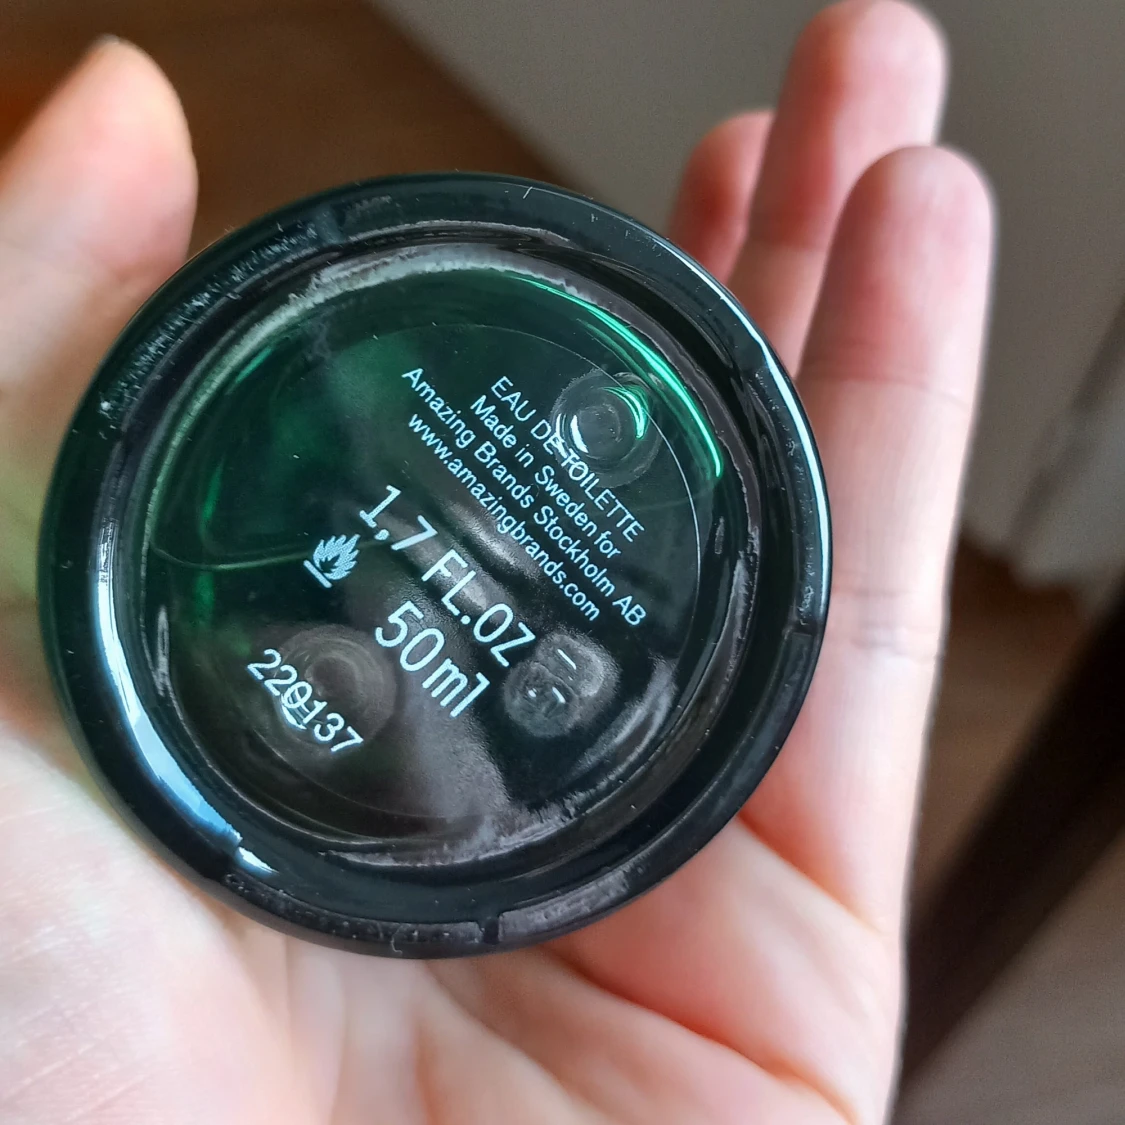 EAU DE TOILETTE
Made in Sweden for
Amazing Brands Stockholm AB
www.amazingbrands.com
1,7 FL.OZ
50ml
220137